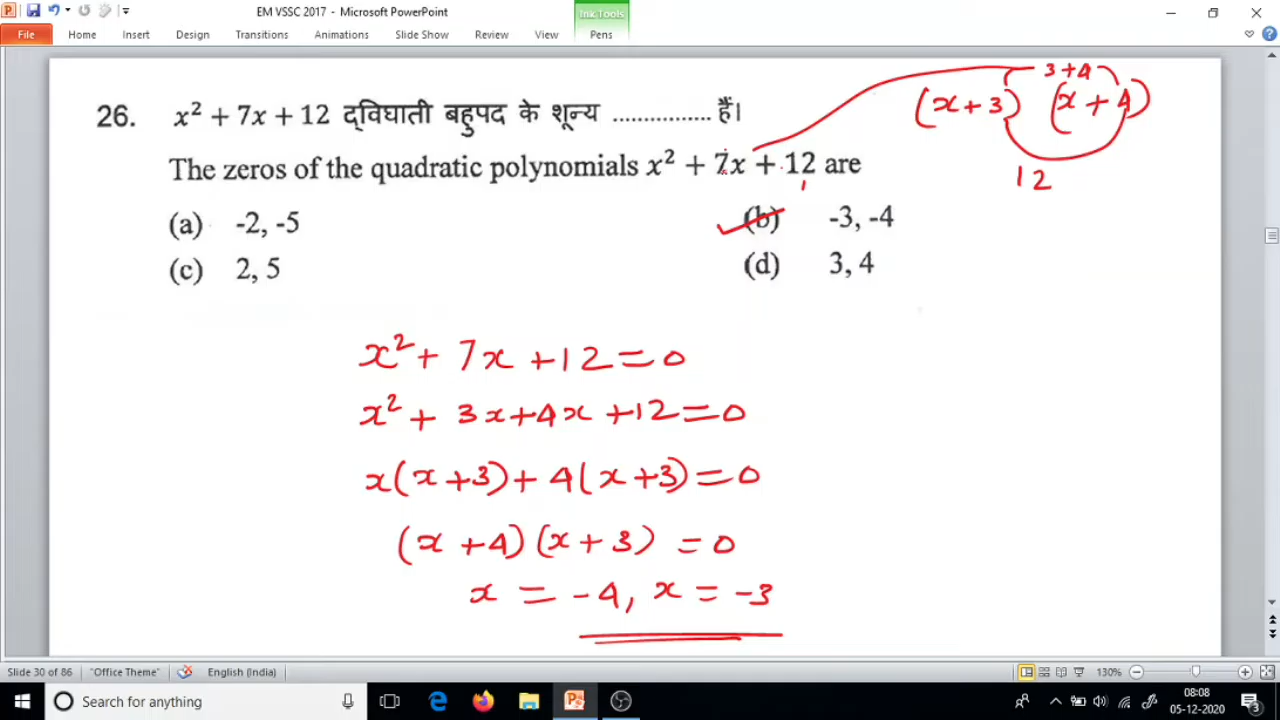 EM VSSC 2017 - Microsoft PowerPoint
Ink Tools
File Home Insert Design Transitions Animations Slide Show Review View Pens
3+4
(x+3) (x+4)
12
26. x² + 7x + 12 द्विघाती बहुपद के शून्य ................ हैं।
The zeros of the quadratic polynomials x² + 7x + 12 are
(a) -2, -5 (b) -3, -4
(c) 2, 5 (d) 3, 4
x² + 7x + 12 = 0
x² + 3x + 4x + 12 = 0
x(x+3) + 4(x+3) = 0
(x+4)(x+3) = 0
x = -4, x = -3
Slide 30 of 86 "Office Theme" English (India) 130%
Search for anything
08:08
05-12-2020
3